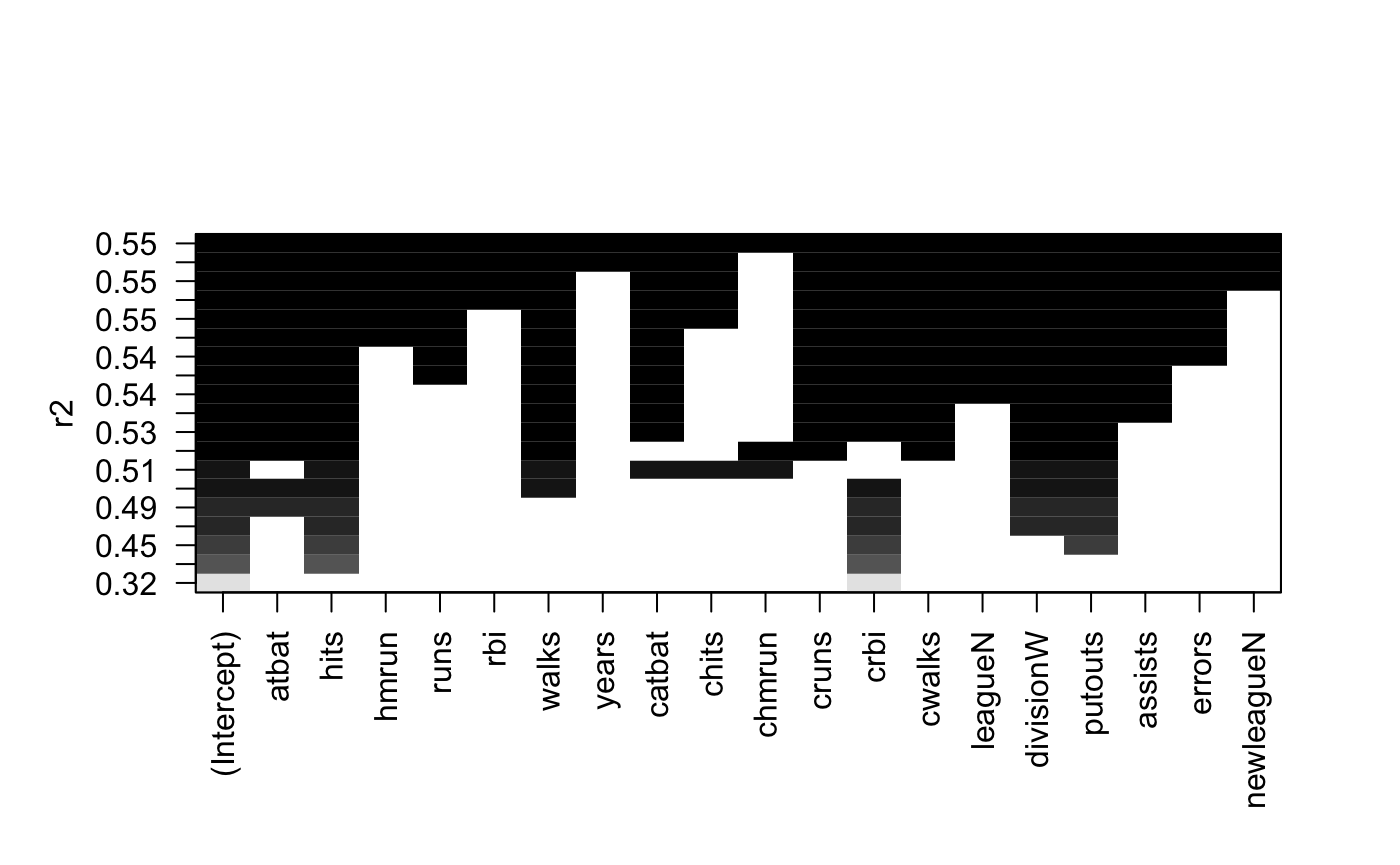 0.55
0.55
0.55
0.54
0.54
0.53
0.51
0.49
0.45
0.32
r2
(Intercept)
atbat
hits
hmrun
runs
rbi
walks
years
catbat
chits
chmrun
cruns
crbi
cwalks
leagueN
divisionW
putouts
assists
errors
newleagueN